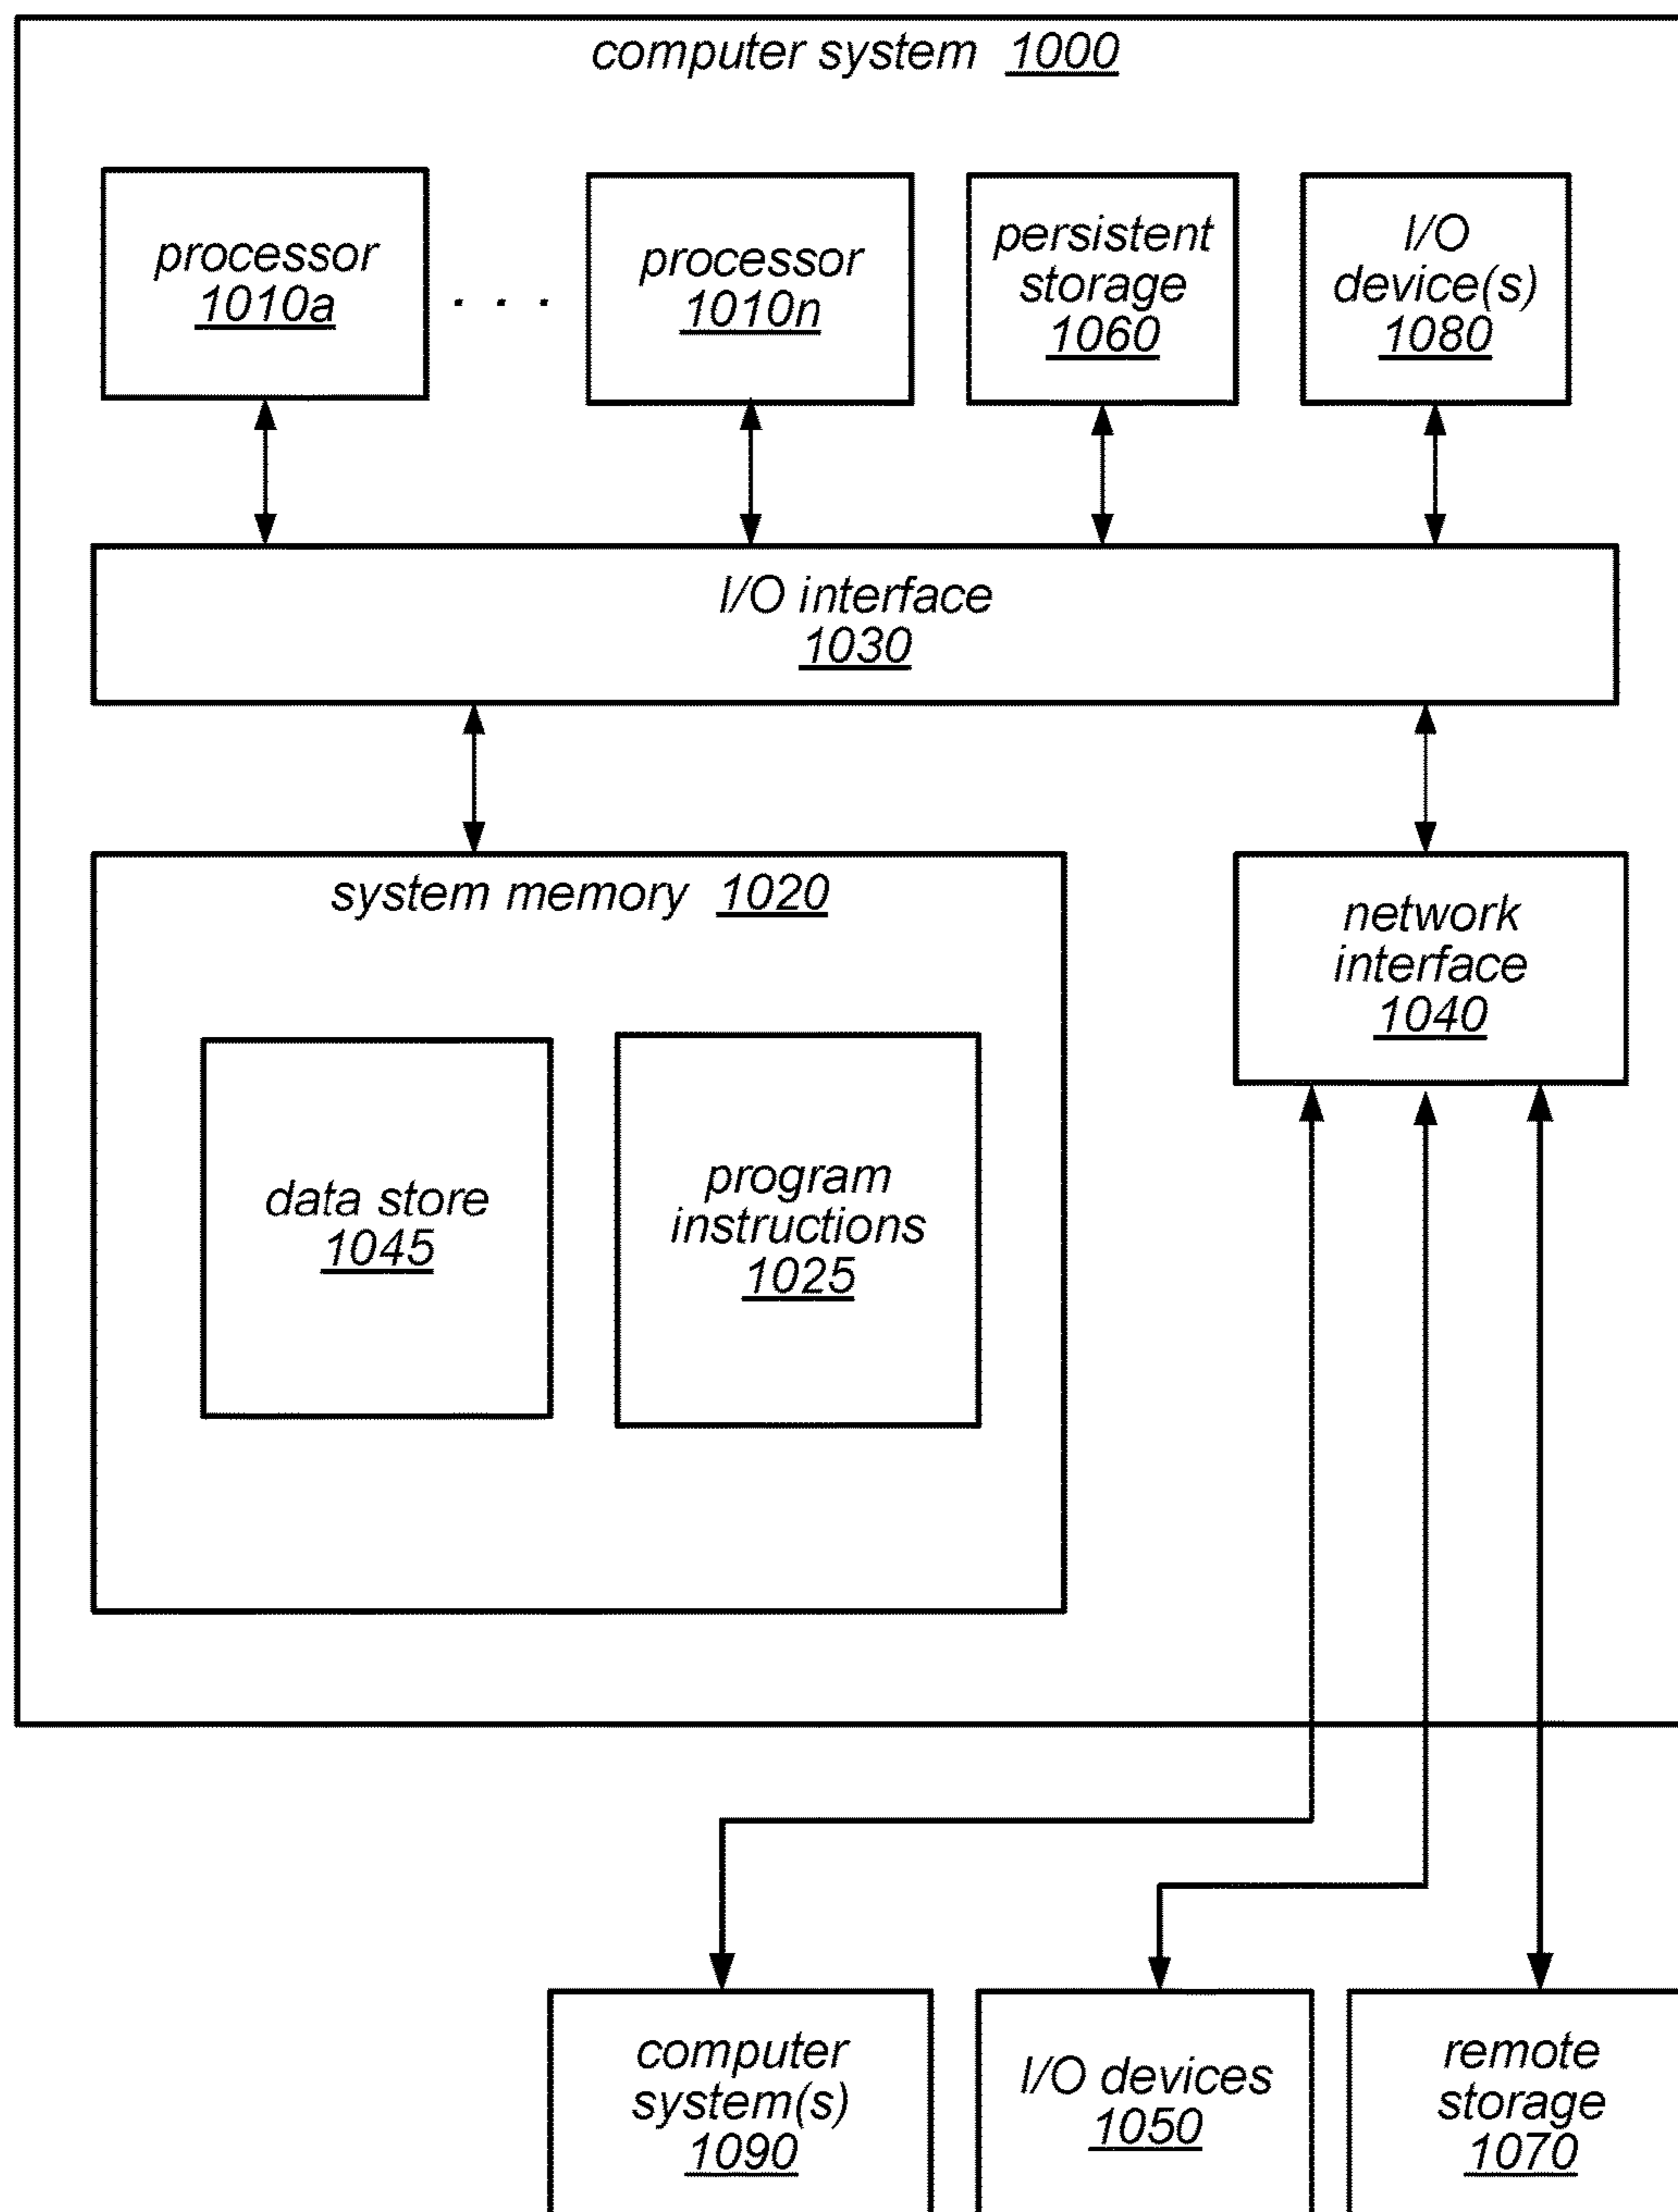 computer system 1000
processor
1010a
. . .
processor
1010n
persistent
storage
1060
I/O
device(s)
1080
I/O interface
1030
system memory 1020
data store
1045
program
instructions
1025
network
interface
1040
computer
system(s)
1090
I/O devices
1050
remote
storage
1070